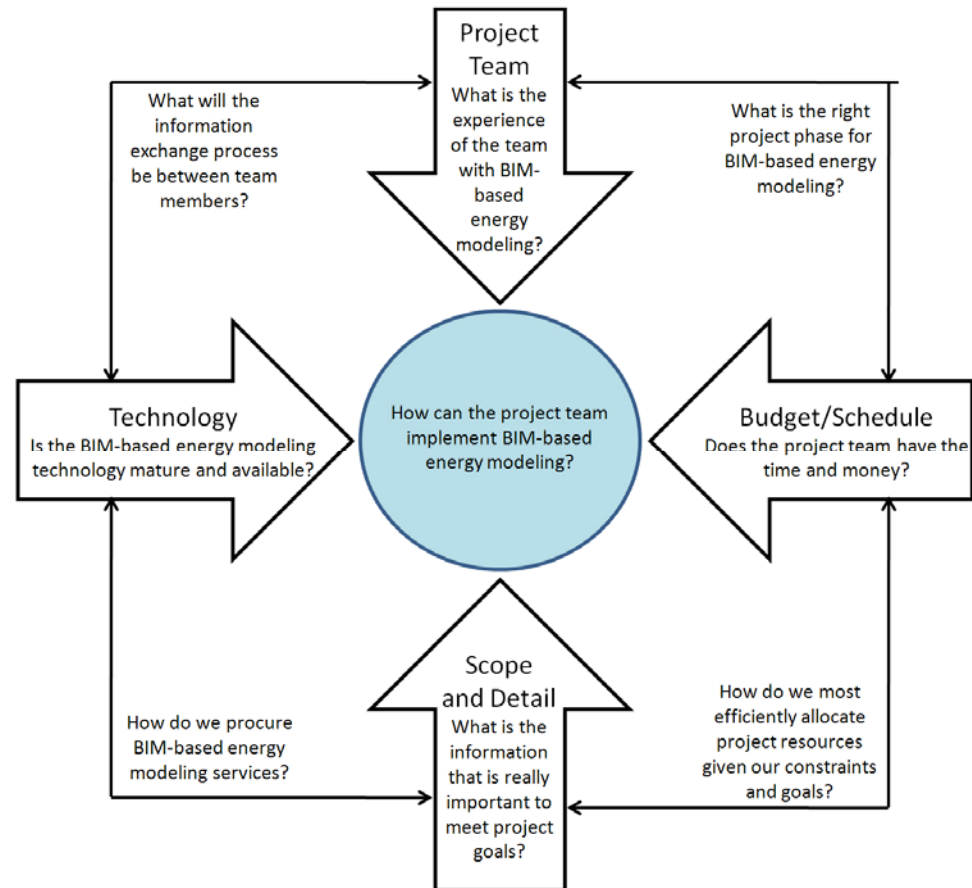 Project
Team
What is the
experience
of the team
with BIM-
based
energy
modeling?
What will the
information
exchange process
be between team
members?
What is the right
project phase for
BIM-based energy
modeling?
Technology
Is the BIM-based energy modeling
technology mature and available?
How can the project team
implement BIM-based
energy modeling?
Budget/Schedule
Does the project team have the
time and money?
Scope
and Detail
What is the
information
that is really
important to
meet project
goals?
How do we procure
BIM-based energy
modeling services?
How do we most
efficiently allocate
project resources
given our constraints
and goals?